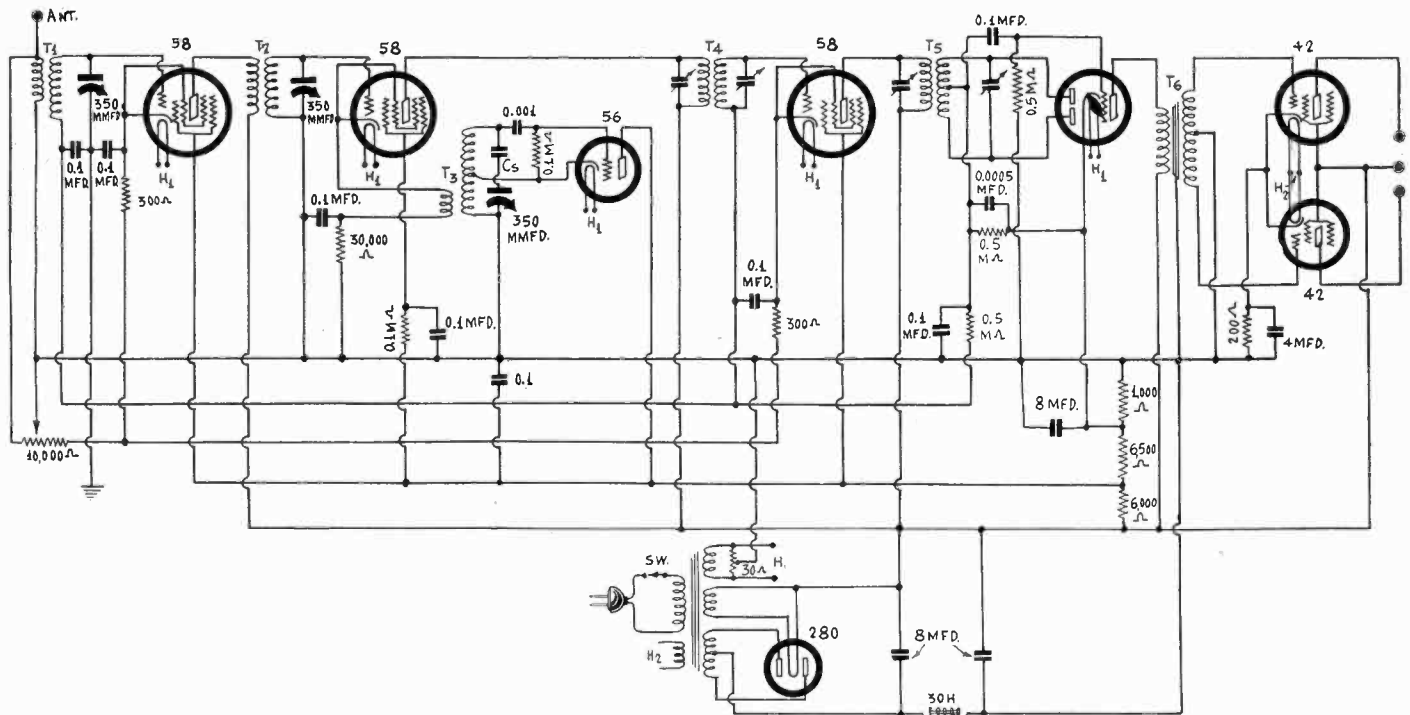 ANT.
T1
58
T2
58
T4
58
T5
0.1 MFD.
T6
42
350
MMFD
350
MMFD
0.001
56
0.1 MΩ
0.5 MΩ
Cs
T3
0.1
MFD
0.1
MFD.
H1
H1
H1
H1
H1
H2
300Ω
0.1 MFD.
350
MMFD.
0.0005
MFD.
30,000
Ω
0.5
MΩ
42
0.1 MΩ
0.1 MFD.
0.1
MFD.
300Ω
0.1
MFD.
0.5
MΩ
200Ω
4 MFD.
0.1
8 MFD.
1,000
Ω
10,000Ω
6,500
Ω
6,000
Ω
SW.
30Ω
H.
H2
280
8 MFD.
30H